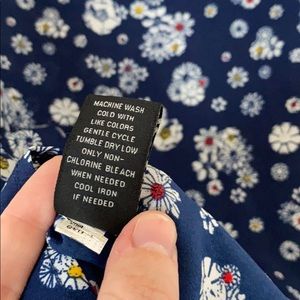 MACHINE WASH
COLD WITH
LIKE COLORS
GENTLE CYCLE
TUMBLE DRY LOW
ONLY NON-
CHLORINE BLEACH
WHEN NEEDED
COOL IRON
IF NEEDED